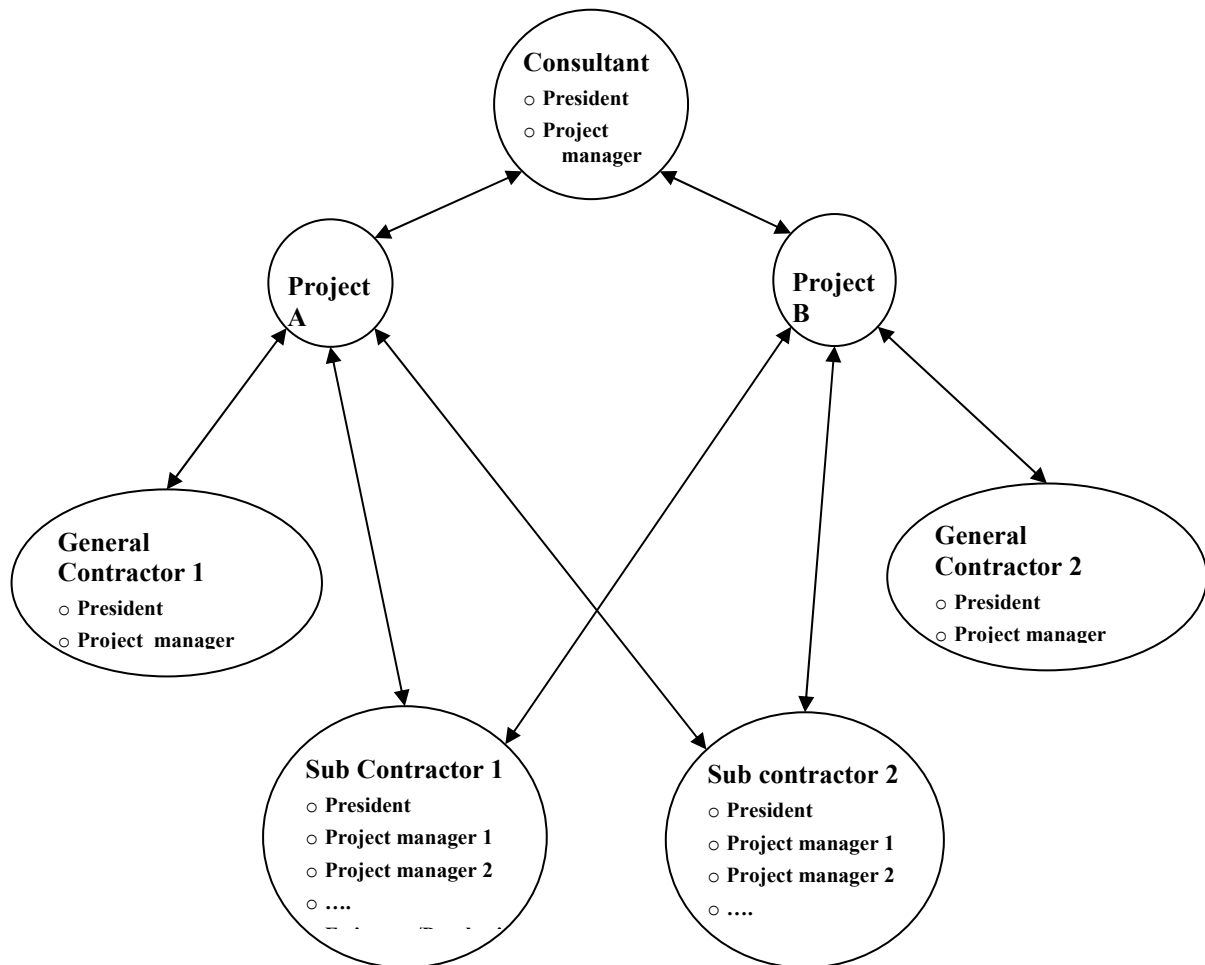 Consultant
○ President
○ Project
manager
Project
A
Project
B
General
Contractor 1
○ President
○ Project manager
General
Contractor 2
○ President
○ Project manager
Sub Contractor 1
○ President
○ Project manager 1
○ Project manager 2
○ ….
Sub contractor 2
○ President
○ Project manager 1
○ Project manager 2
○ ….